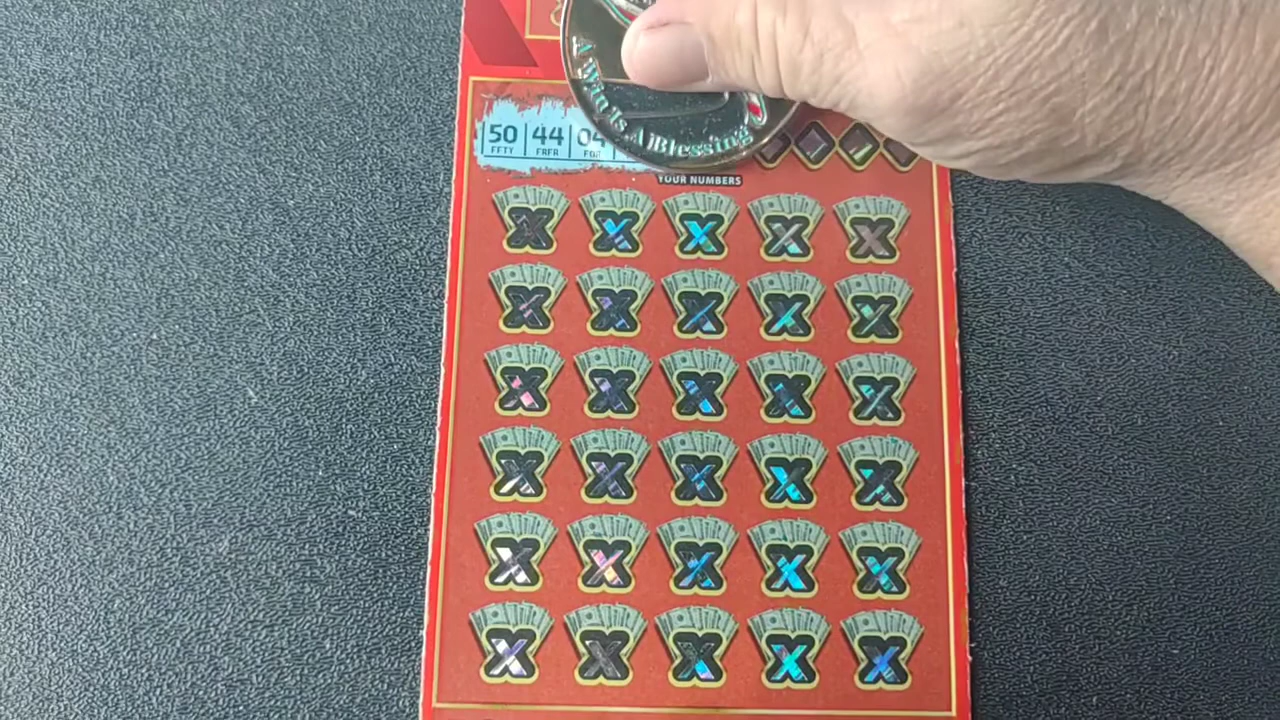 A Win Is A Blessing
50 44 04
FFTY FRFR FOR
YOUR NUMBERS
X X X X X
X X X X X
X X X X X
X X X X X
X X X X X
X X X X X